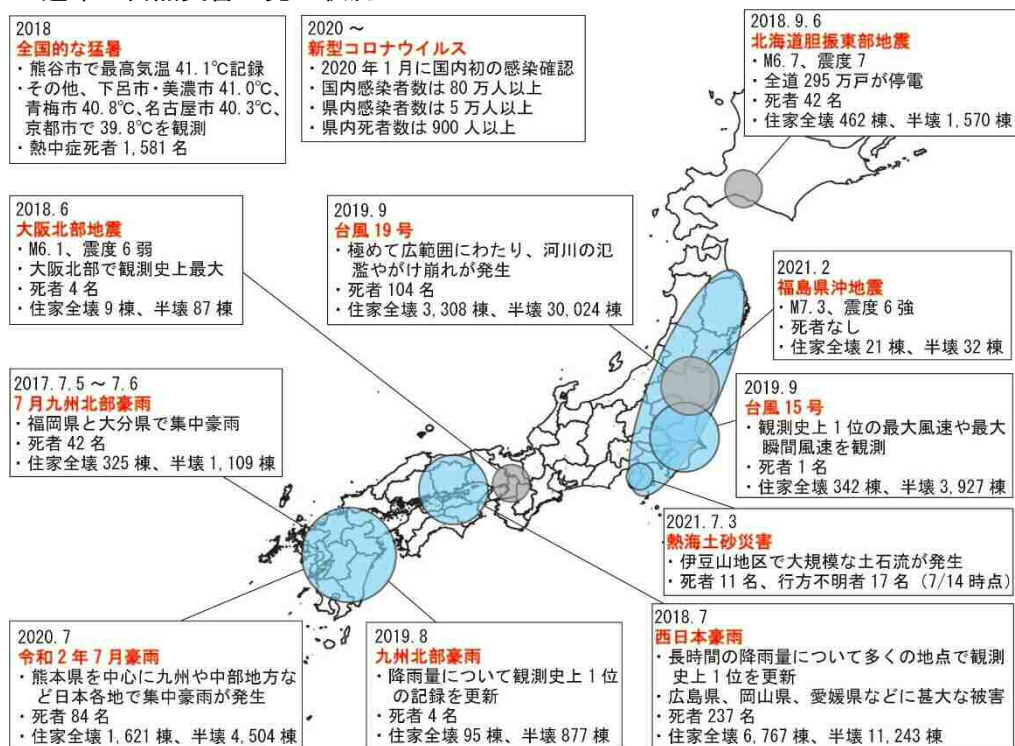 2018
全国的な猛暑
・熊谷市で最高気温 41.1℃記録
・その他、下呂市・美濃市 41.0℃、
青梅市 40.8℃、名古屋市 40.3℃、
京都市で 39.8℃を観測
・熱中症死者 1,581 名
2020 ～
新型コロナウイルス
・2020 年 1 月に国内初の感染確認
・国内感染者数は 80 万人以上
・県内感染者数は 5 万人以上
・県内死者数は 900 人以上
2018.9.6
北海道胆振東部地震
・M6.7、震度 7
・全道 295 万戸が停電
・死者 42 名
・住家全壊 462 棟、半壊 1,570 棟
2018.6
大阪北部地震
・M6.1、震度 6 弱
・大阪北部で観測史上最大
・死者 4 名
・住家全壊 9 棟、半壊 87 棟
2019.9
台風 19 号
・極めて広範囲にわたり、河川の氾
濫やがけ崩れが発生
・死者 104 名
・住家全壊 3,308 棟、半壊 30,024 棟
2021.2
福島県沖地震
・M7.3、震度 6 強
・死者なし
・住家全壊 21 棟、半壊 32 棟
2017.7.5 ～ 7.6
7 月九州北部豪雨
・福岡県と大分県で集中豪雨
・死者 42 名
・住家全壊 325 棟、半壊 1,109 棟
2019.9
台風 15 号
・観測史上 1 位の最大風速や最大
瞬間風速を観測
・死者 1 名
・住家全壊 342 棟、半壊 3,927 棟
2021.7.3
熱海土砂災害
・伊豆山地区で大規模な土石流が発生
・死者 11 名、行方不明者 17 名（7/14 時点）
2020.7
令和 2 年 7 月豪雨
・熊本県を中心に九州や中部地方な
ど日本各地で集中豪雨が発生
・死者 84 名
・住家全壊 1,621 棟、半壊 4,504 棟
2019.8
九州北部豪雨
・降雨量について観測史上 1 位
の記録を更新
・死者 4 名
・住家全壊 95 棟、半壊 877 棟
2018.7
西日本豪雨
・長時間の降雨量について多くの地点で観測
史上 1 位を更新
・広島県、岡山県、愛媛県などに甚大な被害
・死者 237 名
・住家全壊 6,767 棟、半壊 11,243 棟